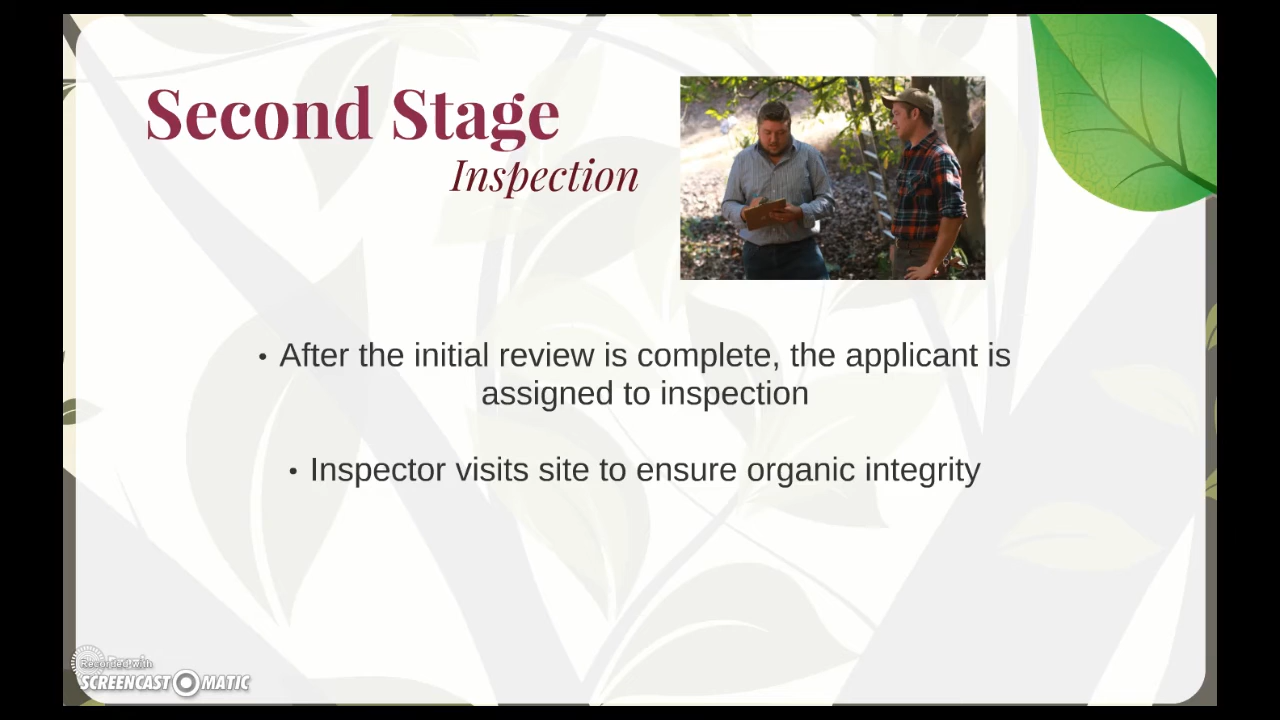 Second Stage
Inspection
• After the initial review is complete, the applicant is
assigned to inspection
• Inspector visits site to ensure organic integrity
Recorded with
SCREENCAST MATIC